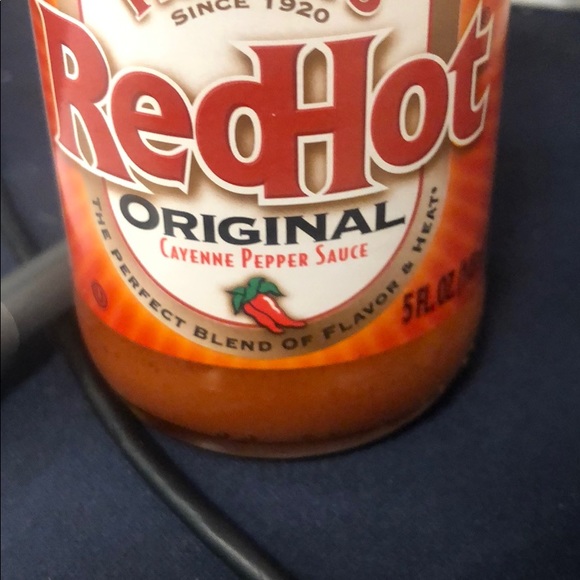 SINCE 1920
RedHot
ORIGINAL
CAYENNE PEPPER SAUCE
THE PERFECT BLEND OF FLAVOR & HEAT
5 FL.OZ.